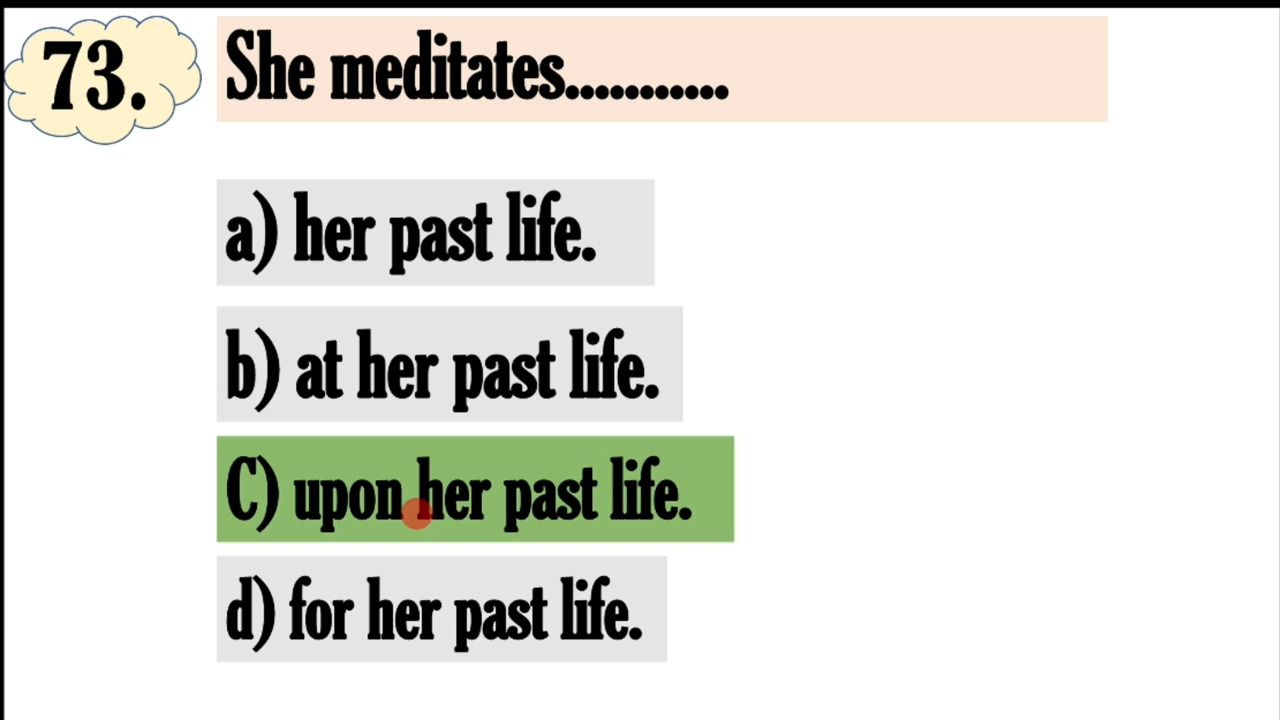 73.
She meditates...........
a) her past life.
b) at her past life.
C) upon her past life.
d) for her past life.